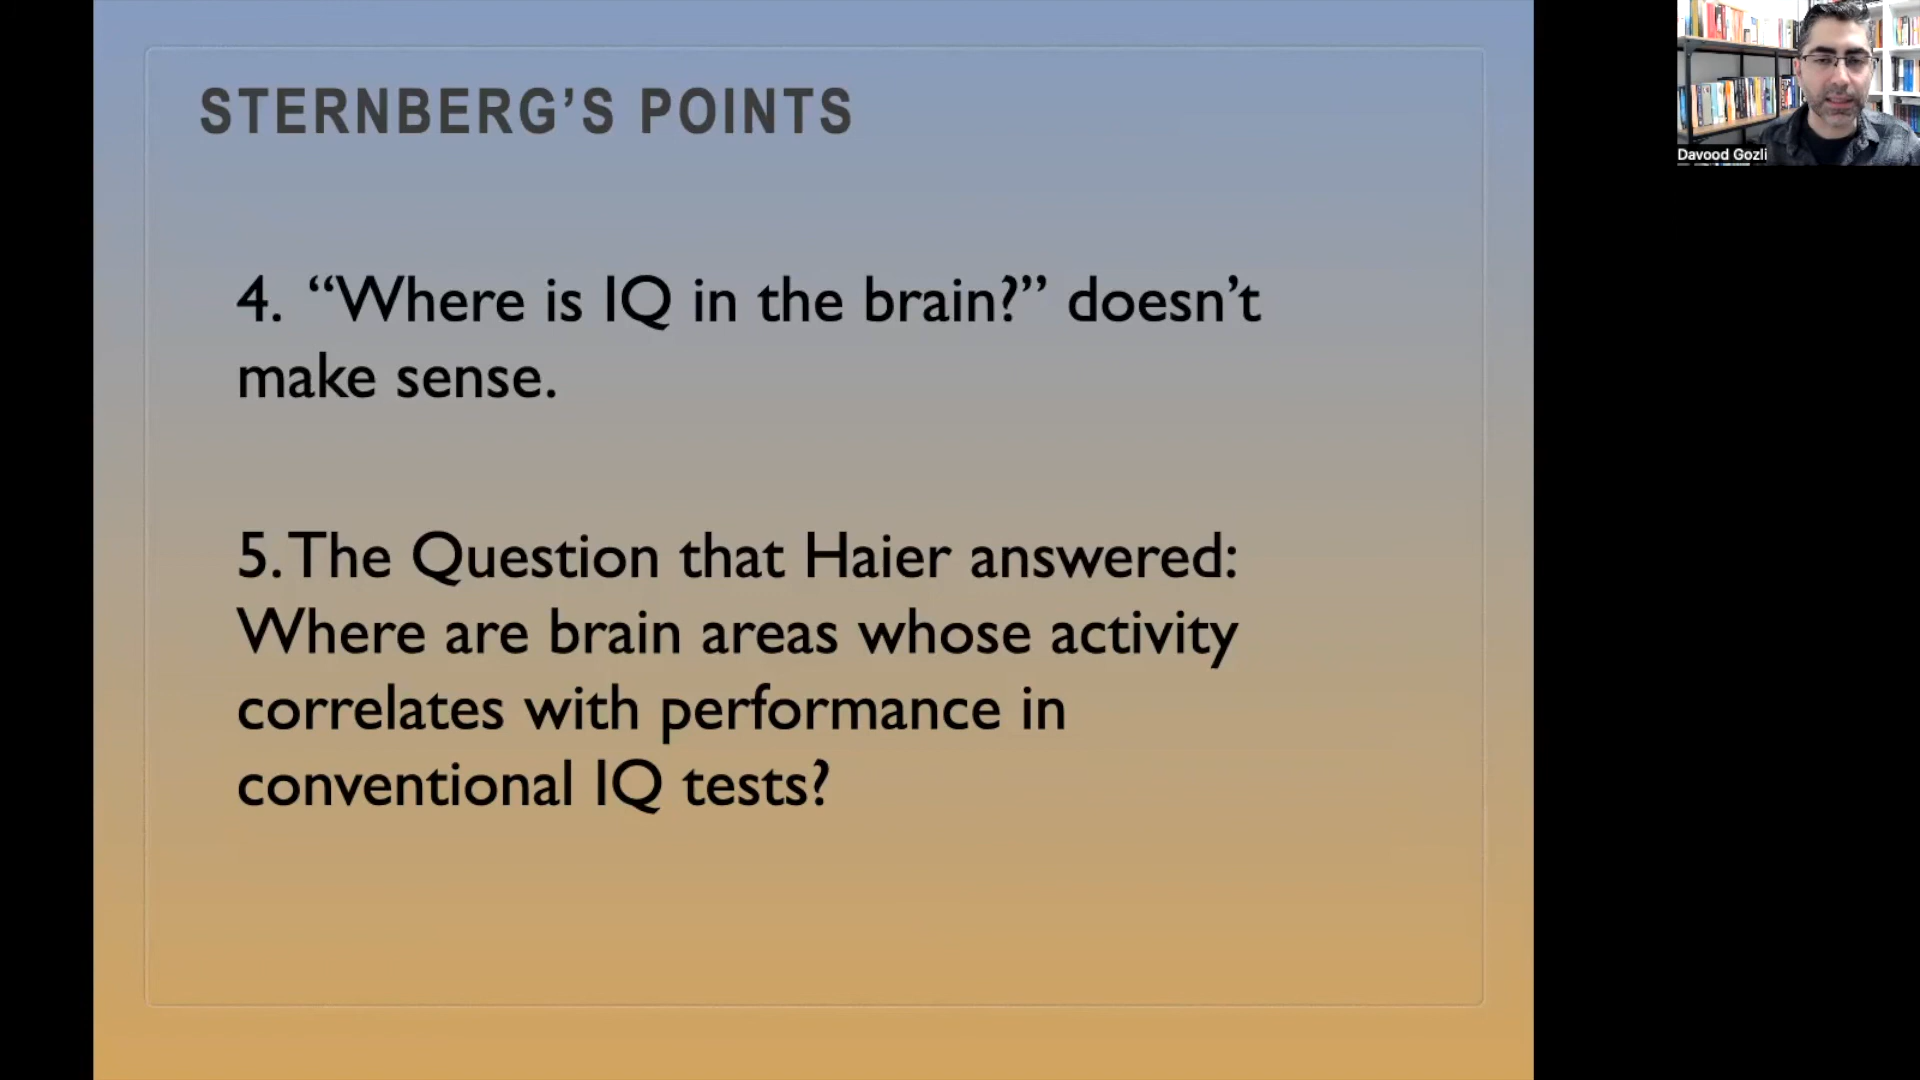 STERNBERG’S POINTS
4. “Where is IQ in the brain?” doesn’t
make sense.
5. The Question that Haier answered:
Where are brain areas whose activity
correlates with performance in
conventional IQ tests?
Davood Gozli